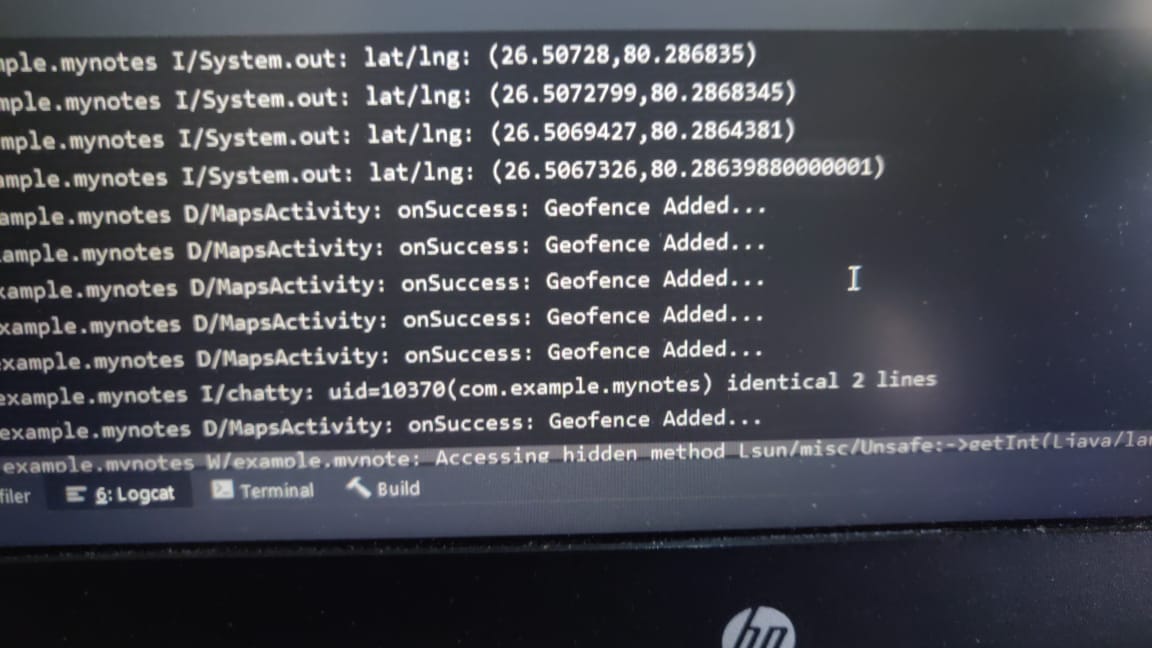 mple.mynotes I/System.out: lat/lng: (26.50728,80.286835)
mple.mynotes I/System.out: lat/lng: (26.5072799,80.2868345)
mple.mynotes I/System.out: lat/lng: (26.5069427,80.2864381)
ample.mynotes I/System.out: lat/lng: (26.5067326,80.28639880000001)
ample.mynotes D/MapsActivity: onSuccess: Geofence Added...
ample.mynotes D/MapsActivity: onSuccess: Geofence Added...
xample.mynotes D/MapsActivity: onSuccess: Geofence Added...
xample.mynotes D/MapsActivity: onSuccess: Geofence Added...
example.mynotes D/MapsActivity: onSuccess: Geofence Added...
example.mynotes I/chatty: uid=10370(com.example.mynotes) identical 2 lines
example.mynotes D/MapsActivity: onSuccess: Geofence Added...
example.mynotes W/example.mynote: Accessing hidden method Lsun/misc/Unsafe;->getInt(Ljava/lan
filer 6: Logcat Terminal Build
hp